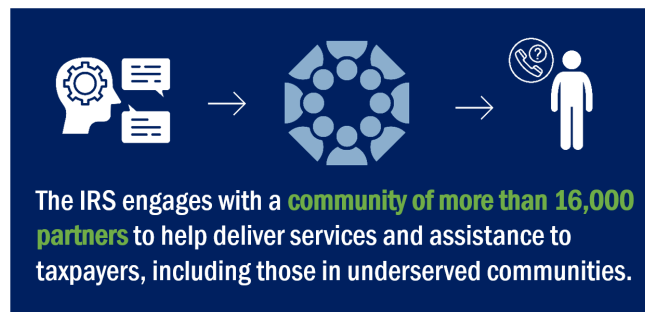 The IRS engages with a community of more than 16,000
partners to help deliver services and assistance to
taxpayers, including those in underserved communities.